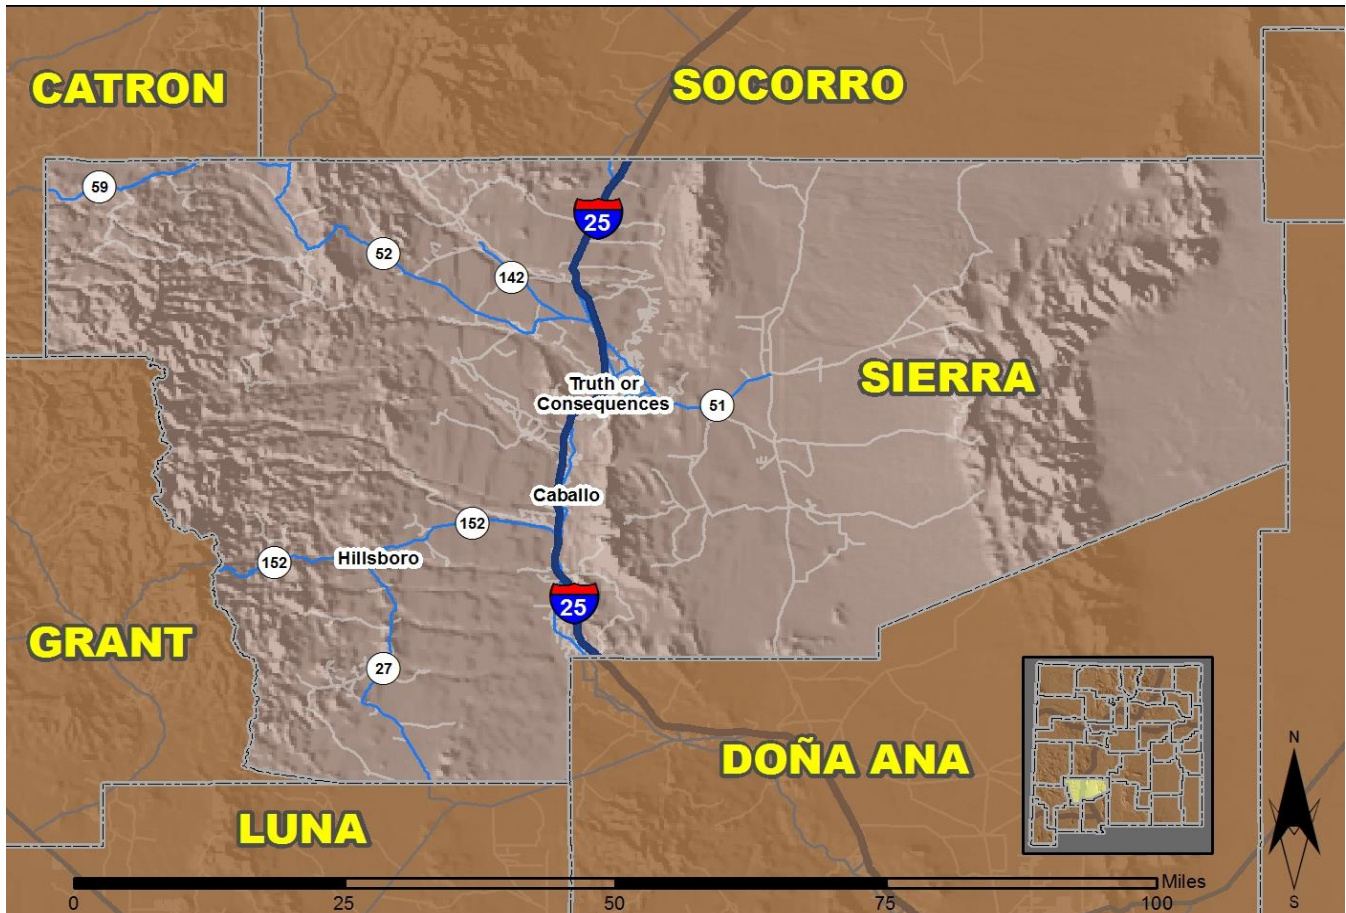 CATRON
SOCORRO
59
25
52
142
Truth or
Consequences
SIERRA
51
Caballo
152
152
Hillsboro
25
GRANT
27
DOÑA ANA
N
LUNA
Miles
0
25
50
75
100
S